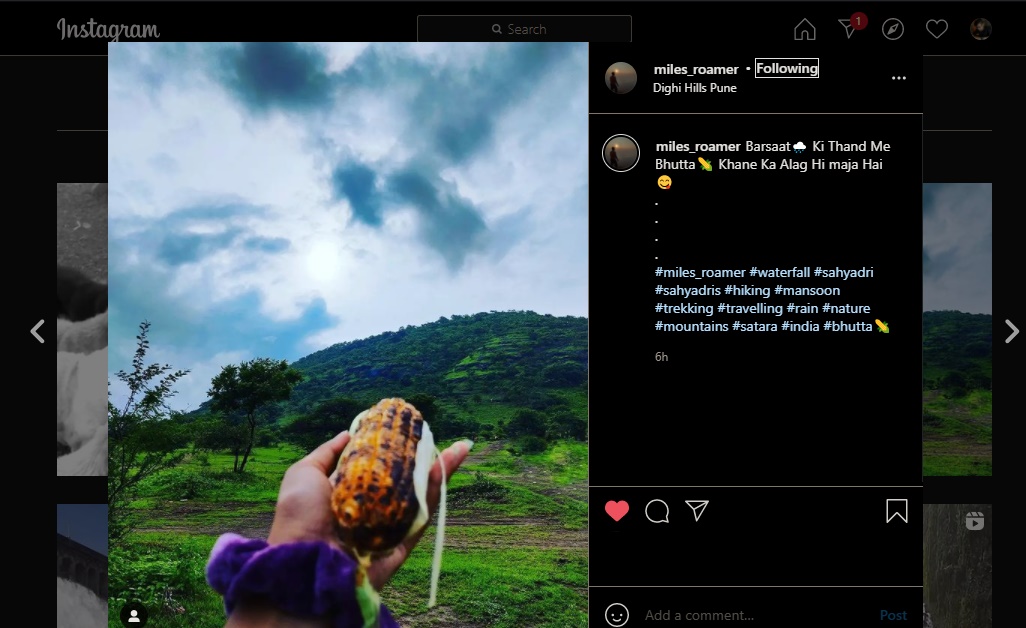 Instagram
Search
1
miles_roamer • Following
Dighi Hills Pune
miles_roamer Barsaat🌧 Ki Thand Me
Bhutta🌽 Khane Ka Alag Hi maja Hai
😋
.
.
.
.
#miles_roamer #waterfall #sahyadri
#sahyadris #hiking #mansoon
#trekking #travelling #rain #nature
#mountains #satara #india #bhutta🌽
6h
Add a comment...
Post